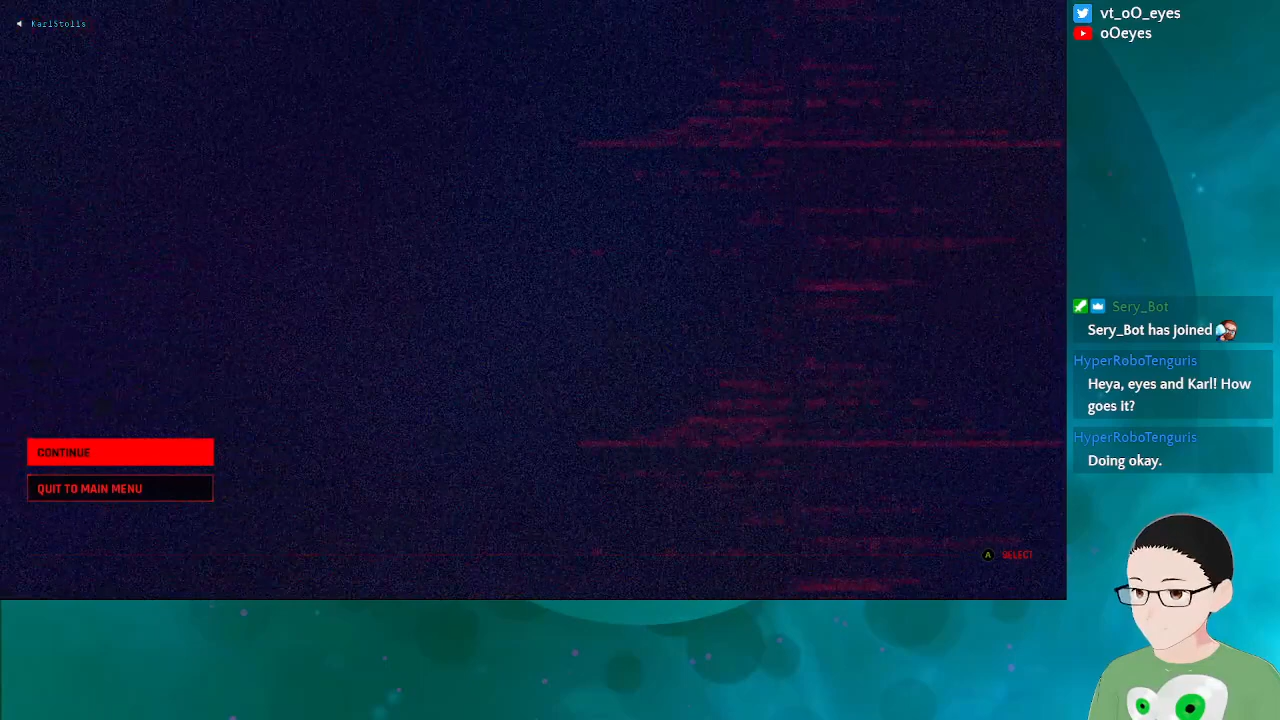 KarlStolis
CONTINUE
QUIT TO MAIN MENU
A SELECT
vt_oO_eyes
oOeyes
Sery_Bot
Sery_Bot has joined
HyperRoboTenguris
Heya, eyes and Karl! How
goes it?
HyperRoboTenguris
Doing okay.